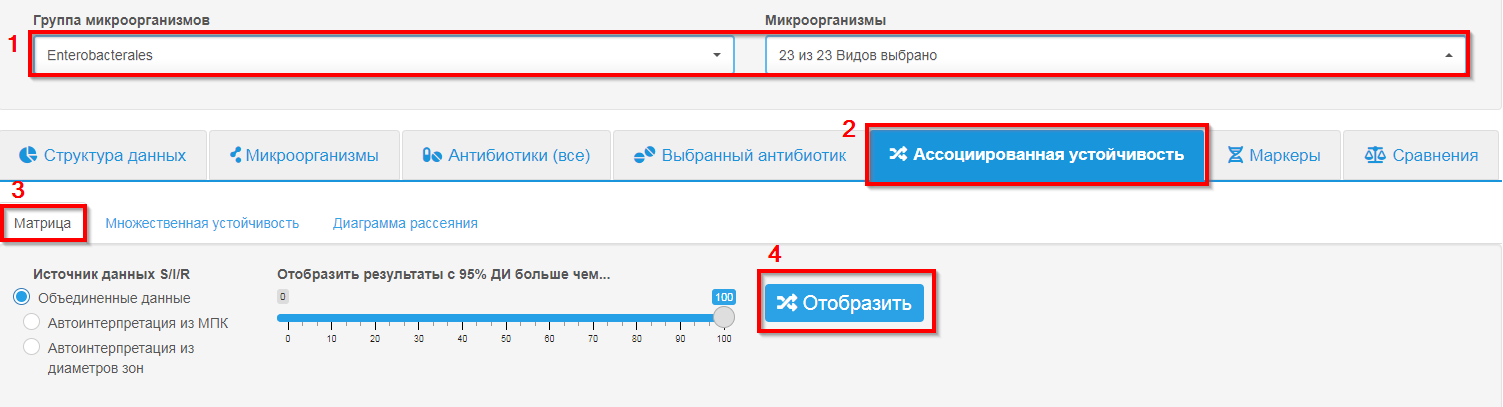 Группа микроорганизмов
Микроорганизмы
1
Enterobacterales
23 из 23 Видов выбрано
2
Структура данных
Микроорганизмы
Антибиотики (все)
Выбранный антибиотик
Ассоциированная устойчивость
Маркеры
Сравнения
3
Матрица
Множественная устойчивость
Диаграмма рассеяния
4
Источник данных S/I/R
Объединенные данные
Автоинтерпретация из МПК
Автоинтерпретация из
диаметров зон
Отобразить результаты с 95% ДИ больше чем...
0
100
0 10 20 30 40 50 60 70 80 90 100
Отобразить